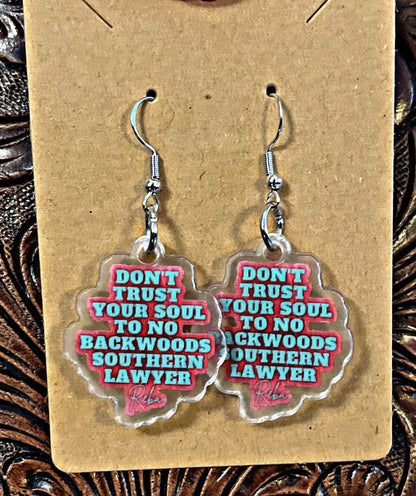 DON'T
TRUST
YOUR SOUL
TO NO
BACKWOODS
SOUTHERN
LAWYER
Reba
DON'T
TRUST
YOUR SOUL
TO NO
BACKWOODS
SOUTHERN
LAWYER
Reba